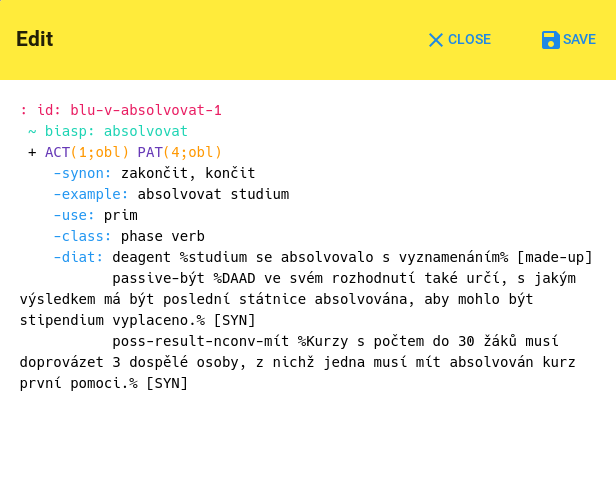 Edit
CLOSE
SAVE
: id: blu-v-absolvovat-1
~ biasp: absolvovat
+ ACT(1;obl) PAT(4;obl)
-synon: zakončit, končit
-example: absolvovat studium
-use: prim
-class: phase verb
-diat: deagent %studium se absolvovalo s vyznamenáním% [made-up]
passive-být %DAAD ve svém rozhodnutí také určí, s jakým
výsledkem má být poslední státnice absolvována, aby mohlo být
stipendium vyplaceno.% [SYN]
poss-result-nconv-mít %Kurzy s počtem do 30 žáků musí
doprovázet 3 dospělé osoby, z nichž jedna musí mít absolvován kurz
první pomoci.% [SYN]